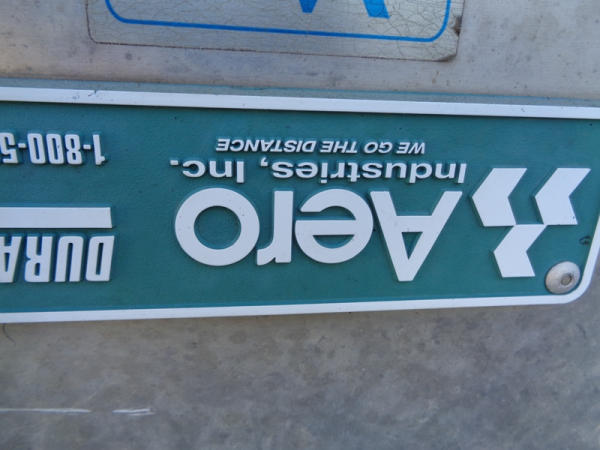 Aero
Industries, Inc.
WE GO THE DISTANCE
DURA
1-800-5